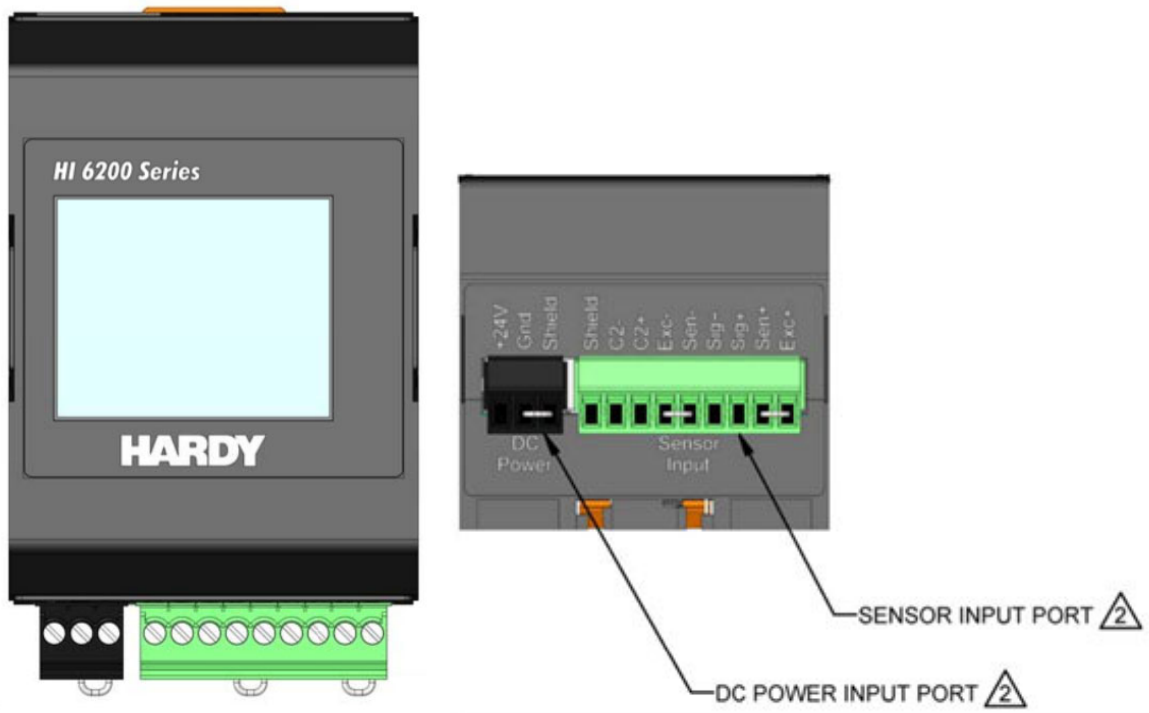 HI 6200 Series
HARDY
+24V
Gnd
Shield
Shield
C2-
C2+
Exc-
Sen-
Sig-
Sig+
Sen+
Exc+
DC
Power
Sensor
Input
SENSOR INPUT PORT 2
DC POWER INPUT PORT 2